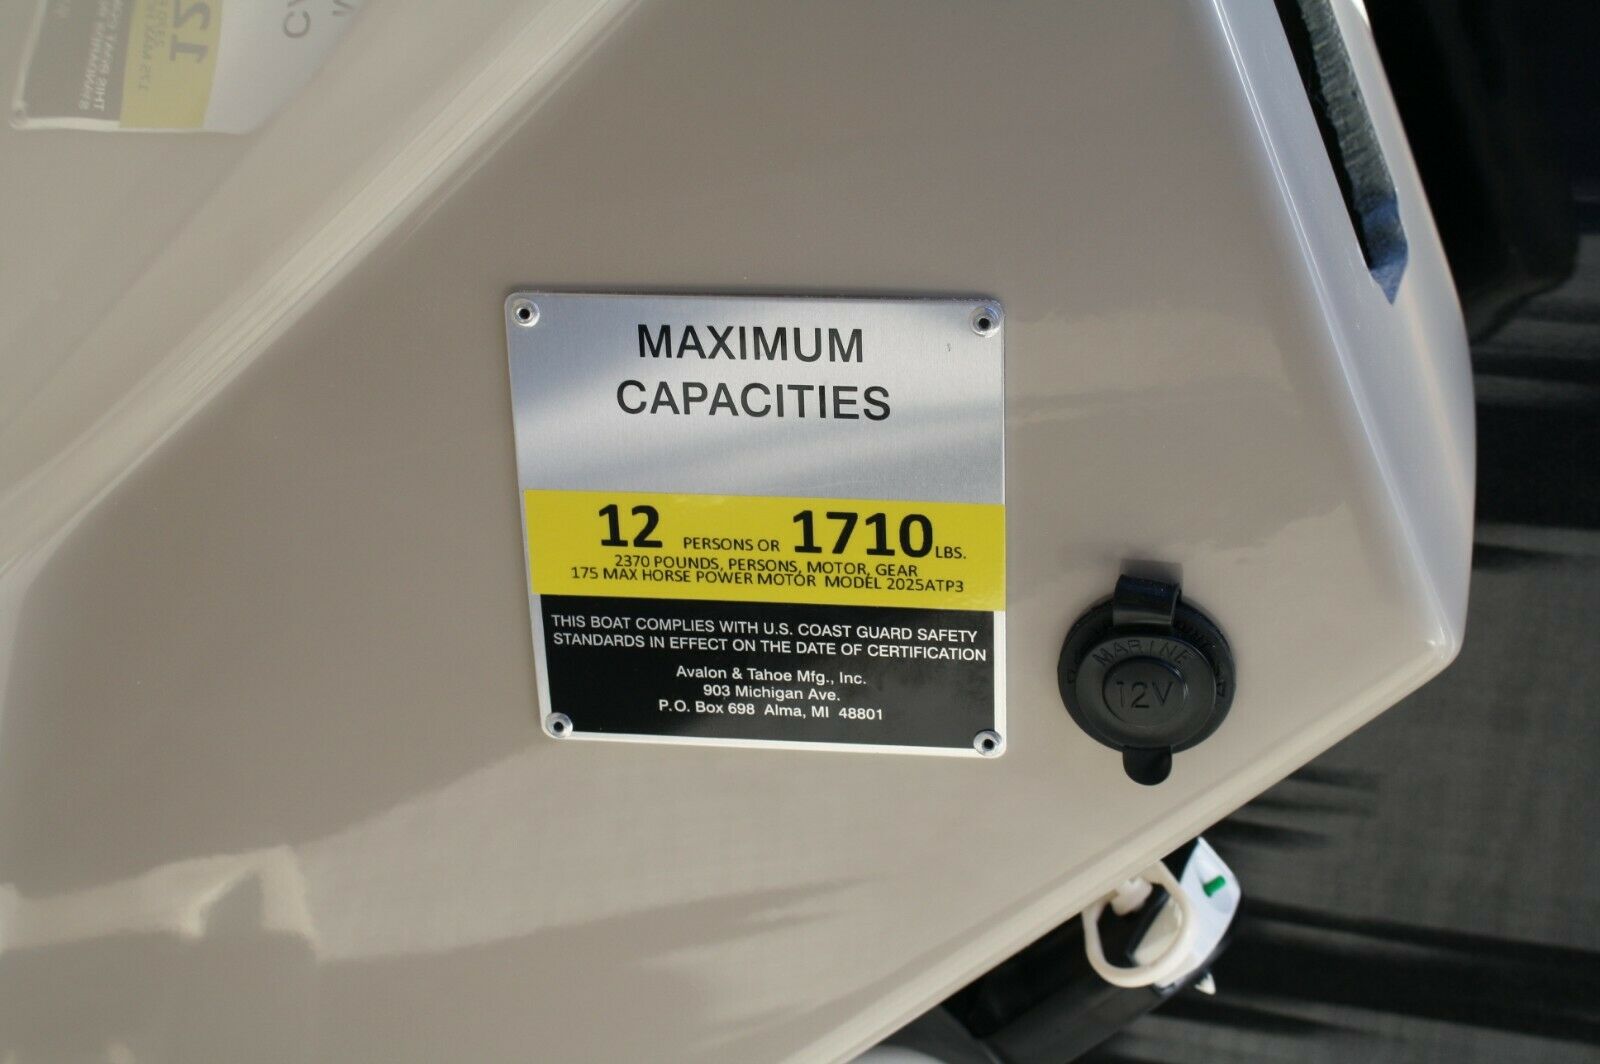 MAXIMUM
CAPACITIES
12 PERSONS OR 1710 LBS.
2370 POUNDS, PERSONS, MOTOR, GEAR
175 MAX HORSE POWER MOTOR MODEL 2025ATP3
THIS BOAT COMPLIES WITH U.S. COAST GUARD SAFETY
STANDARDS IN EFFECT ON THE DATE OF CERTIFICATION
Avalon & Tahoe Mfg., Inc.
903 Michigan Ave.
P.O. Box 698 Alma, MI 48801
MARINE
12V